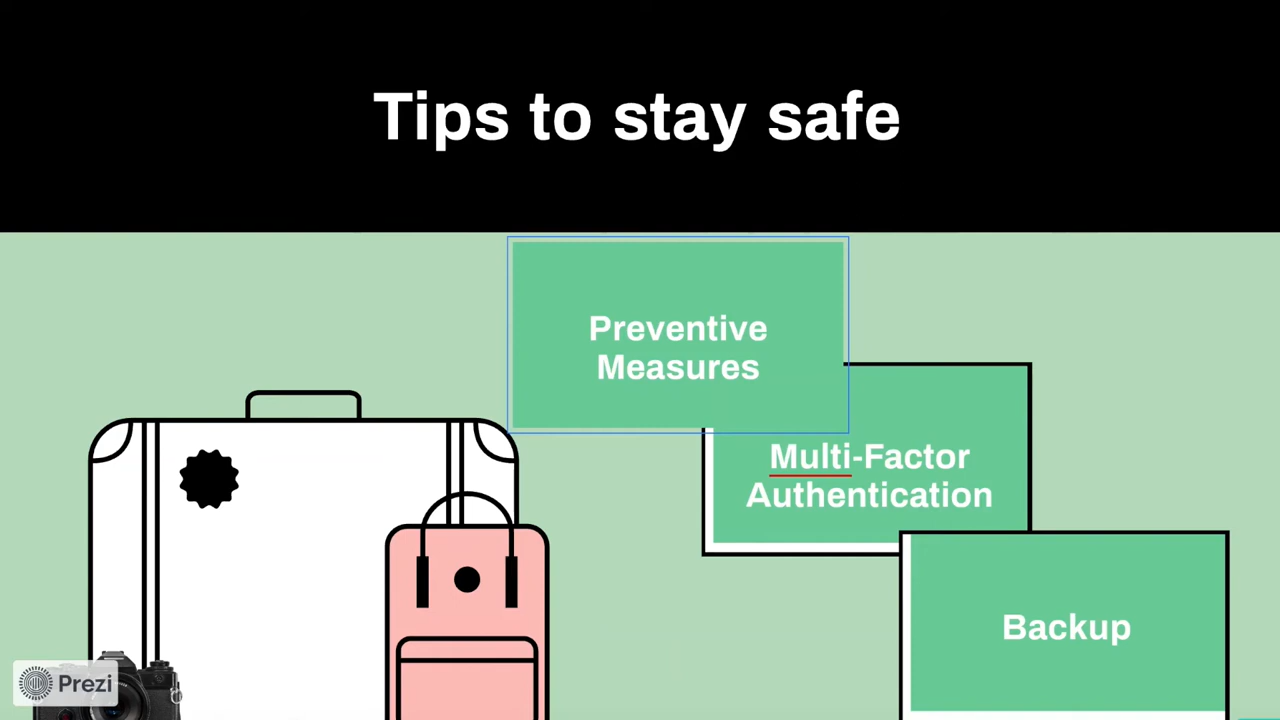 Tips to stay safe
Preventive
Measures
Multi-Factor
Authentication
Backup
Prezi